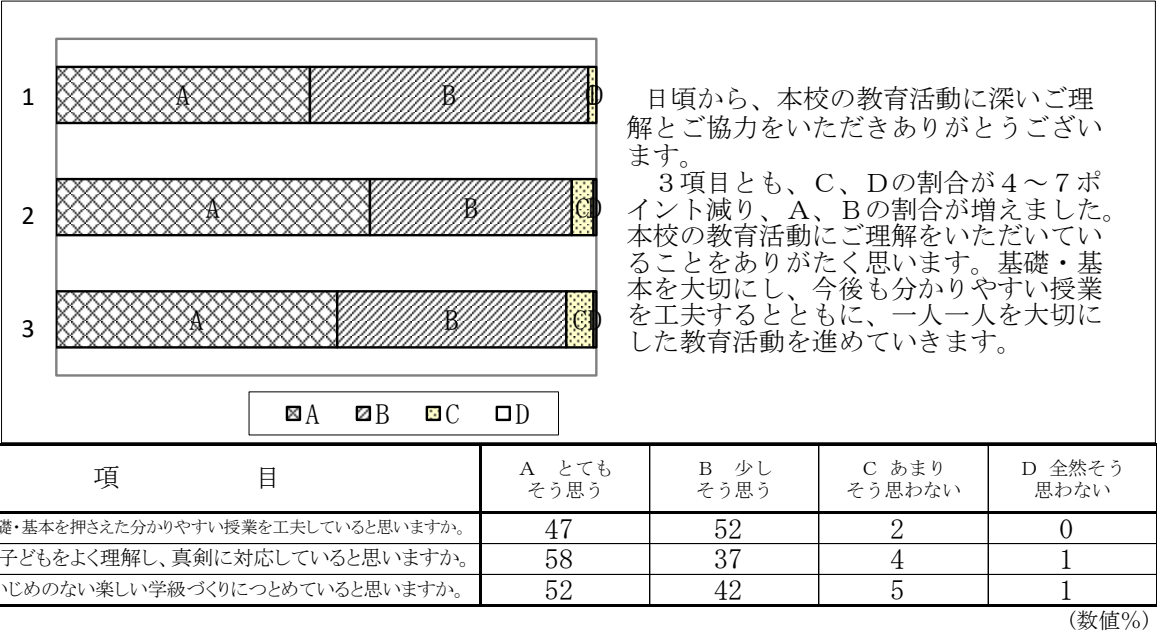 1
A B D
日頃から、本校の教育活動に深いご理
解とご協力をいただきありがとうござい
ます。
３項目とも、Ｃ、Ｄの割合が４～７ポ
イント減り、Ａ、Ｂの割合が増えました。
本校の教育活動にご理解をいただいてい
ることをありがたく思います。基礎・基
本を大切にし、今後も分かりやすい授業
を工夫するとともに、一人一人を大切に
した教育活動を進めていきます。
2
A B C D
3
A B C D
A B C D
項 目 A とても そう思う B 少し そう思う C あまり そう思わない D 全然そう 思わない
礎・基本を押さえた分かりやすい授業を工夫していると思いますか。 47 52 2 0
子どもをよく理解し、真剣に対応していると思いますか。 58 37 4 1
いじめのない楽しい学級づくりにつとめていると思いますか。 52 42 5 1
(数値%)